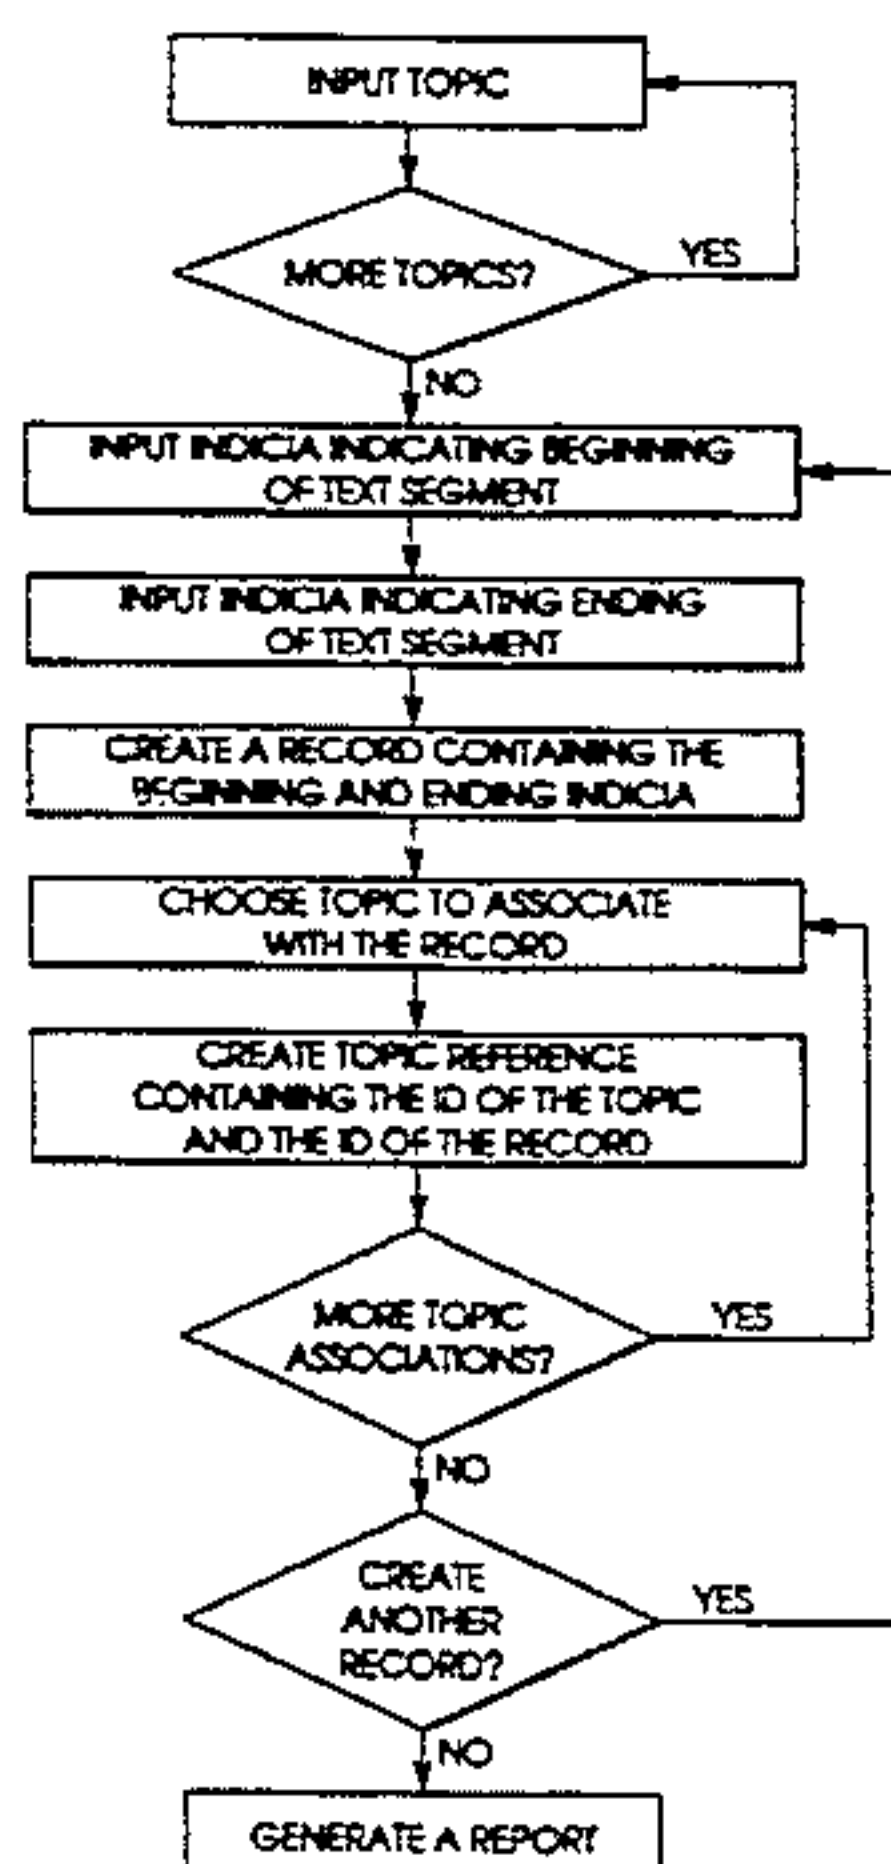 INPUT TOPIC
MORE TOPICS?
YES
NO
INPUT INDICIA INDICATING BEGINNING
OF TEXT SEGMENT
INPUT INDICIA INDICATING ENDING
OF TEXT SEGMENT
CREATE A RECORD CONTAINING THE
BEGINNING AND ENDING INDICIA
CHOOSE TOPIC TO ASSOCIATE
WITH THE RECORD
CREATE TOPIC REFERENCE
CONTAINING THE ID OF THE TOPIC
AND THE ID OF THE RECORD
MORE TOPIC
ASSOCIATIONS?
YES
NO
CREATE
ANOTHER
RECORD?
YES
NO
GENERATE A REPORT